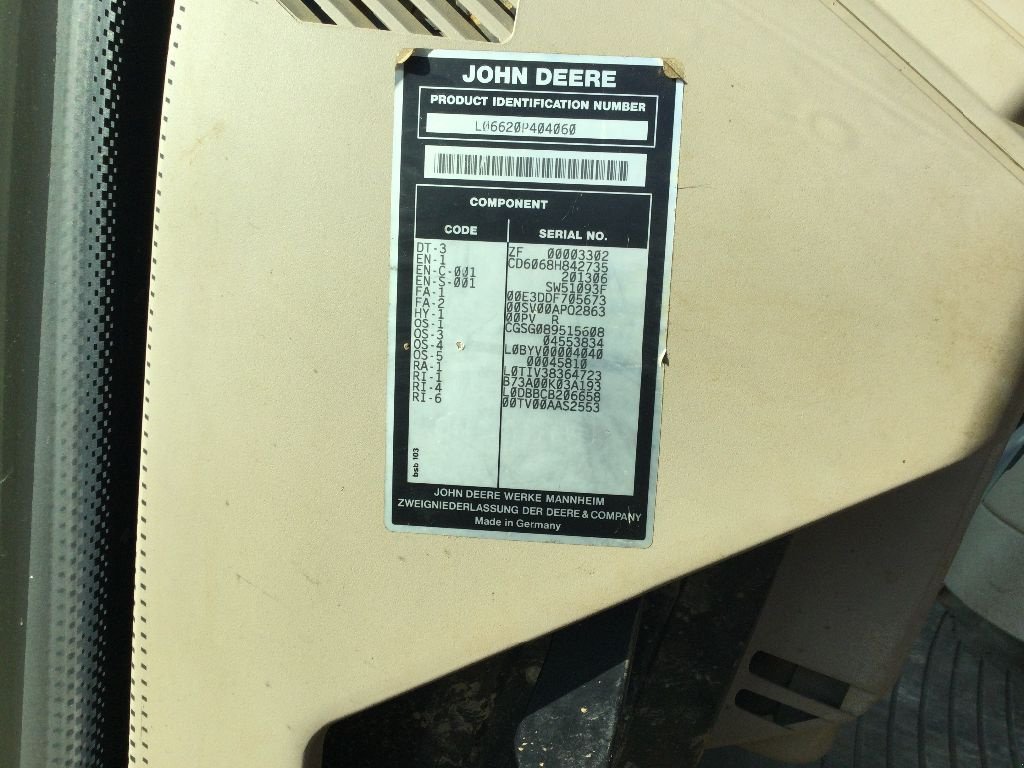 JOHN DEERE
PRODUCT IDENTIFICATION NUMBER
L06620P404060
COMPONENT
CODE SERIAL NO.
DT-3 ZF 00003302
EN-1 CD6068H842735
EN-C-001 201306
EN-S-001 SW51093F
FA-1 00E3DDF705673
FA-2 00SV00APO2863
HY-1 00PV R
OS-1 CGSG089515608
OS-3 04553834
OS-4 L0BYV00004040
OS-5 00045810
RA-1 L0TIV38364723
RI-1 B73A00K03A193
RI-4 L0DBBCB206658
RI-6 00TV00AAS2553
bsb 103
JOHN DEERE WERKE MANNHEIM
ZWEIGNIEDERLASSUNG DER DEERE & COMPANY
Made in Germany